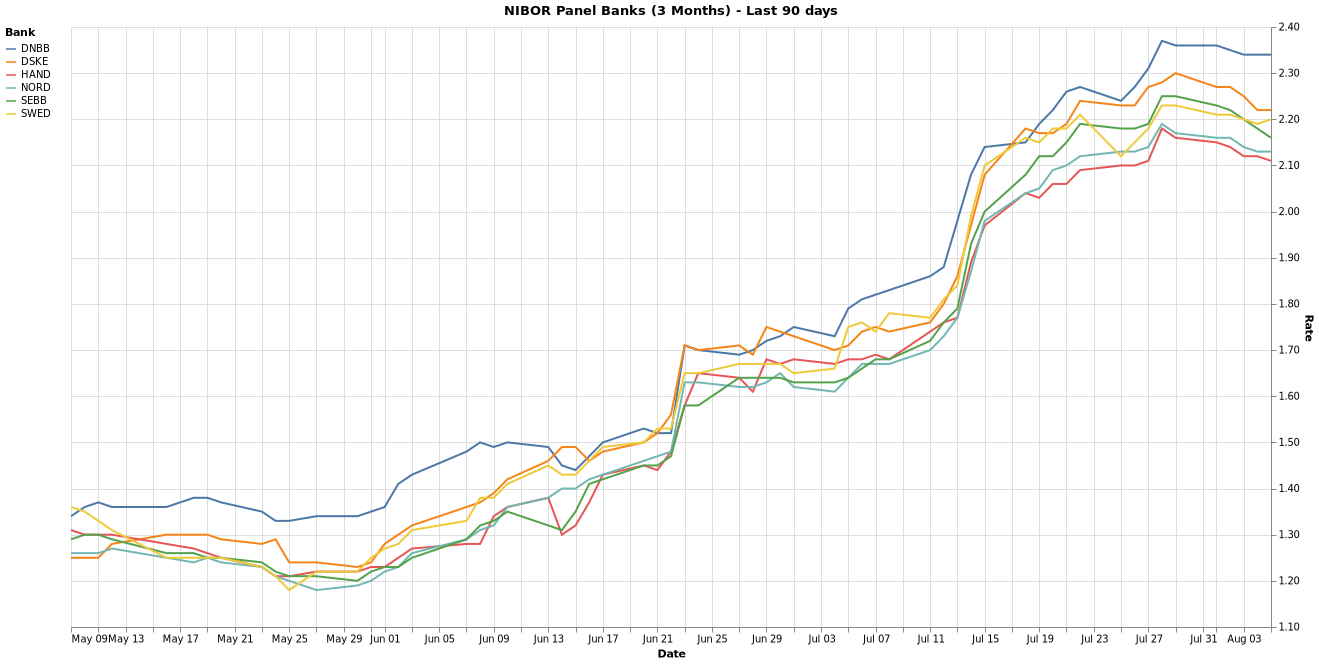 NIBOR Panel Banks (3 Months) - Last 90 days
Bank
DNBB
DSKE
HAND
NORD
SEBB
SWED
2.40
2.30
2.20
2.10
2.00
1.90
1.80
1.70
1.60
1.50
1.40
1.30
1.20
1.10
Rate
May 09 May 13 May 17 May 21 May 25 May 29 Jun 01 Jun 05 Jun 09 Jun 13 Jun 17 Jun 21 Jun 25 Jun 29 Jul 03 Jul 07 Jul 11 Jul 15 Jul 19 Jul 23 Jul 27 Jul 31 Aug 03
Date